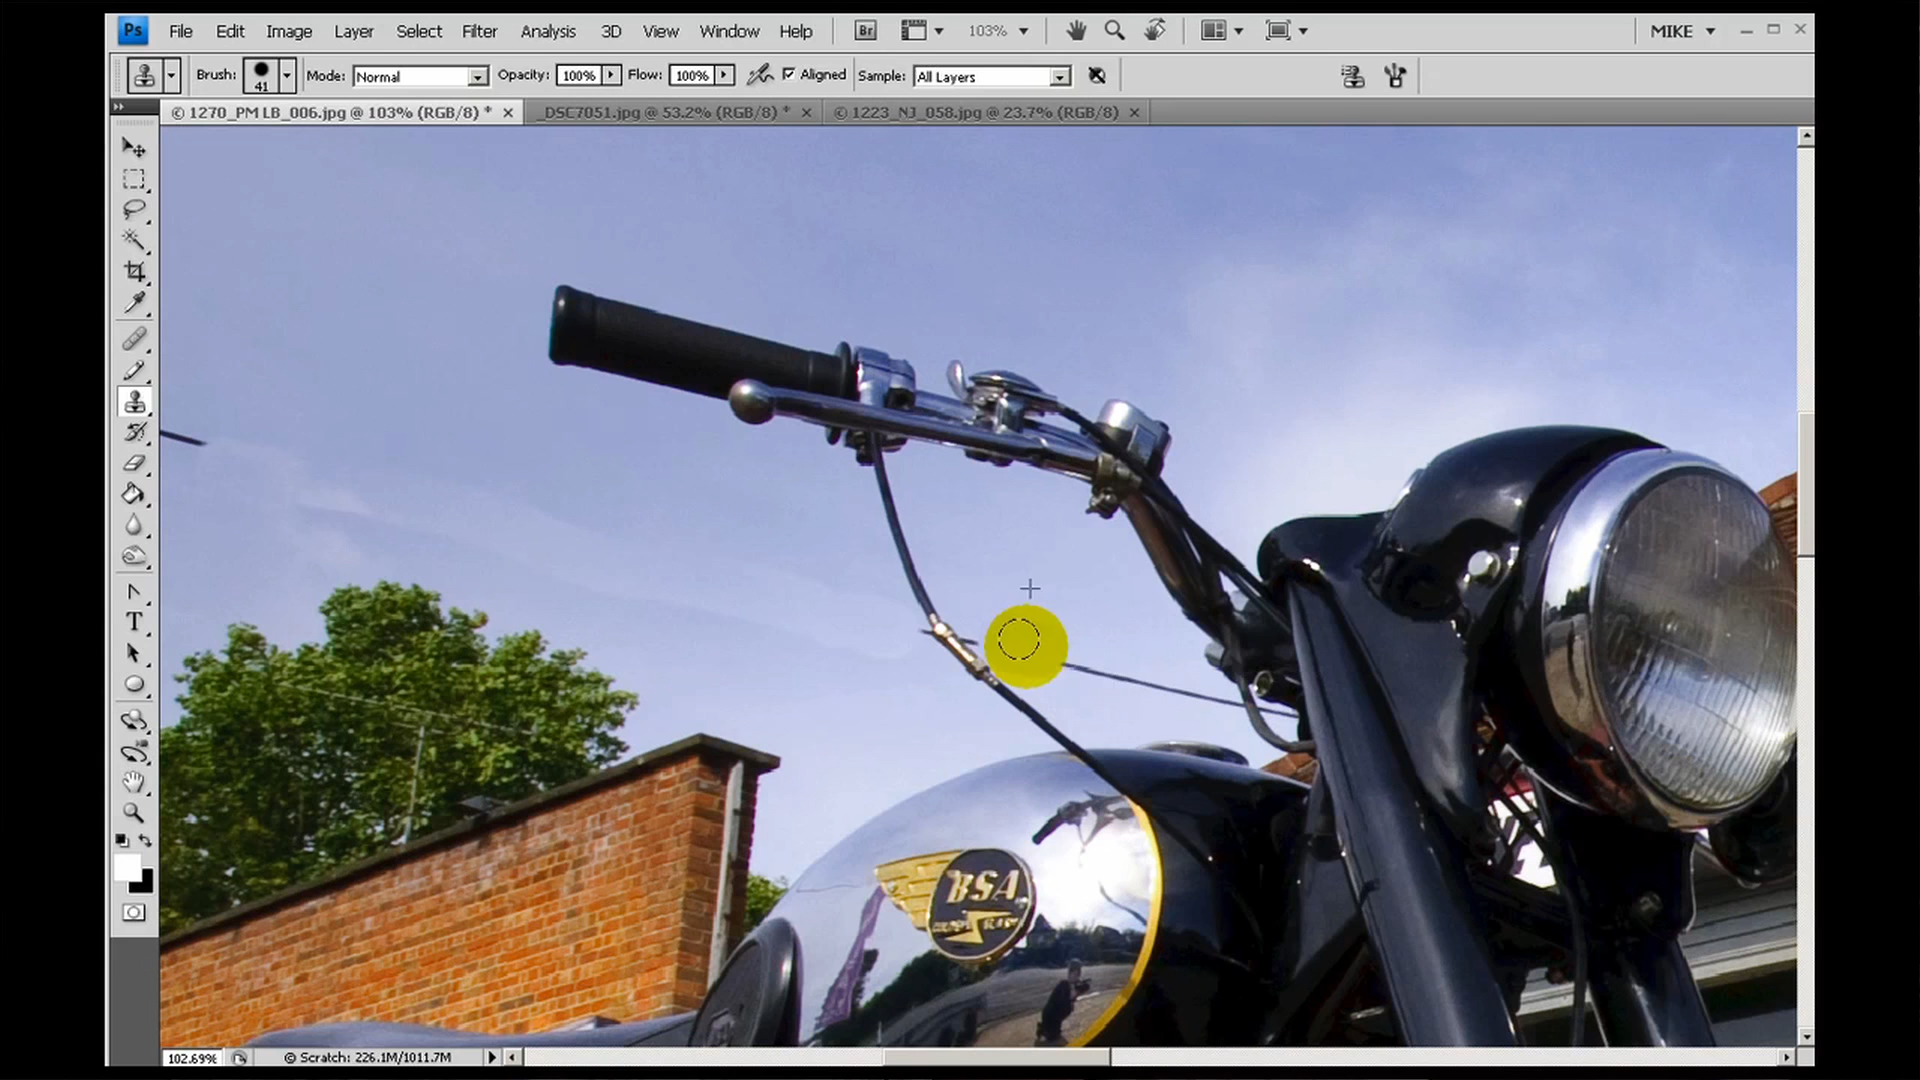 Ps File Edit Image Layer Select Filter Analysis 3D View Window Help Br 103% MIKE
Brush: 41 Mode: Normal Opacity: 100% Flow: 100% Aligned Sample: All Layers
© 1270_PM LB_006.jpg @ 103% (RGB/8) * _DSC7051.jpg @ 53.2% (RGB/8) * © 1223_NJ_058.jpg @ 23.7% (RGB/8)
T
BSA
102.69% © Scratch: 226.1M/1011.7M